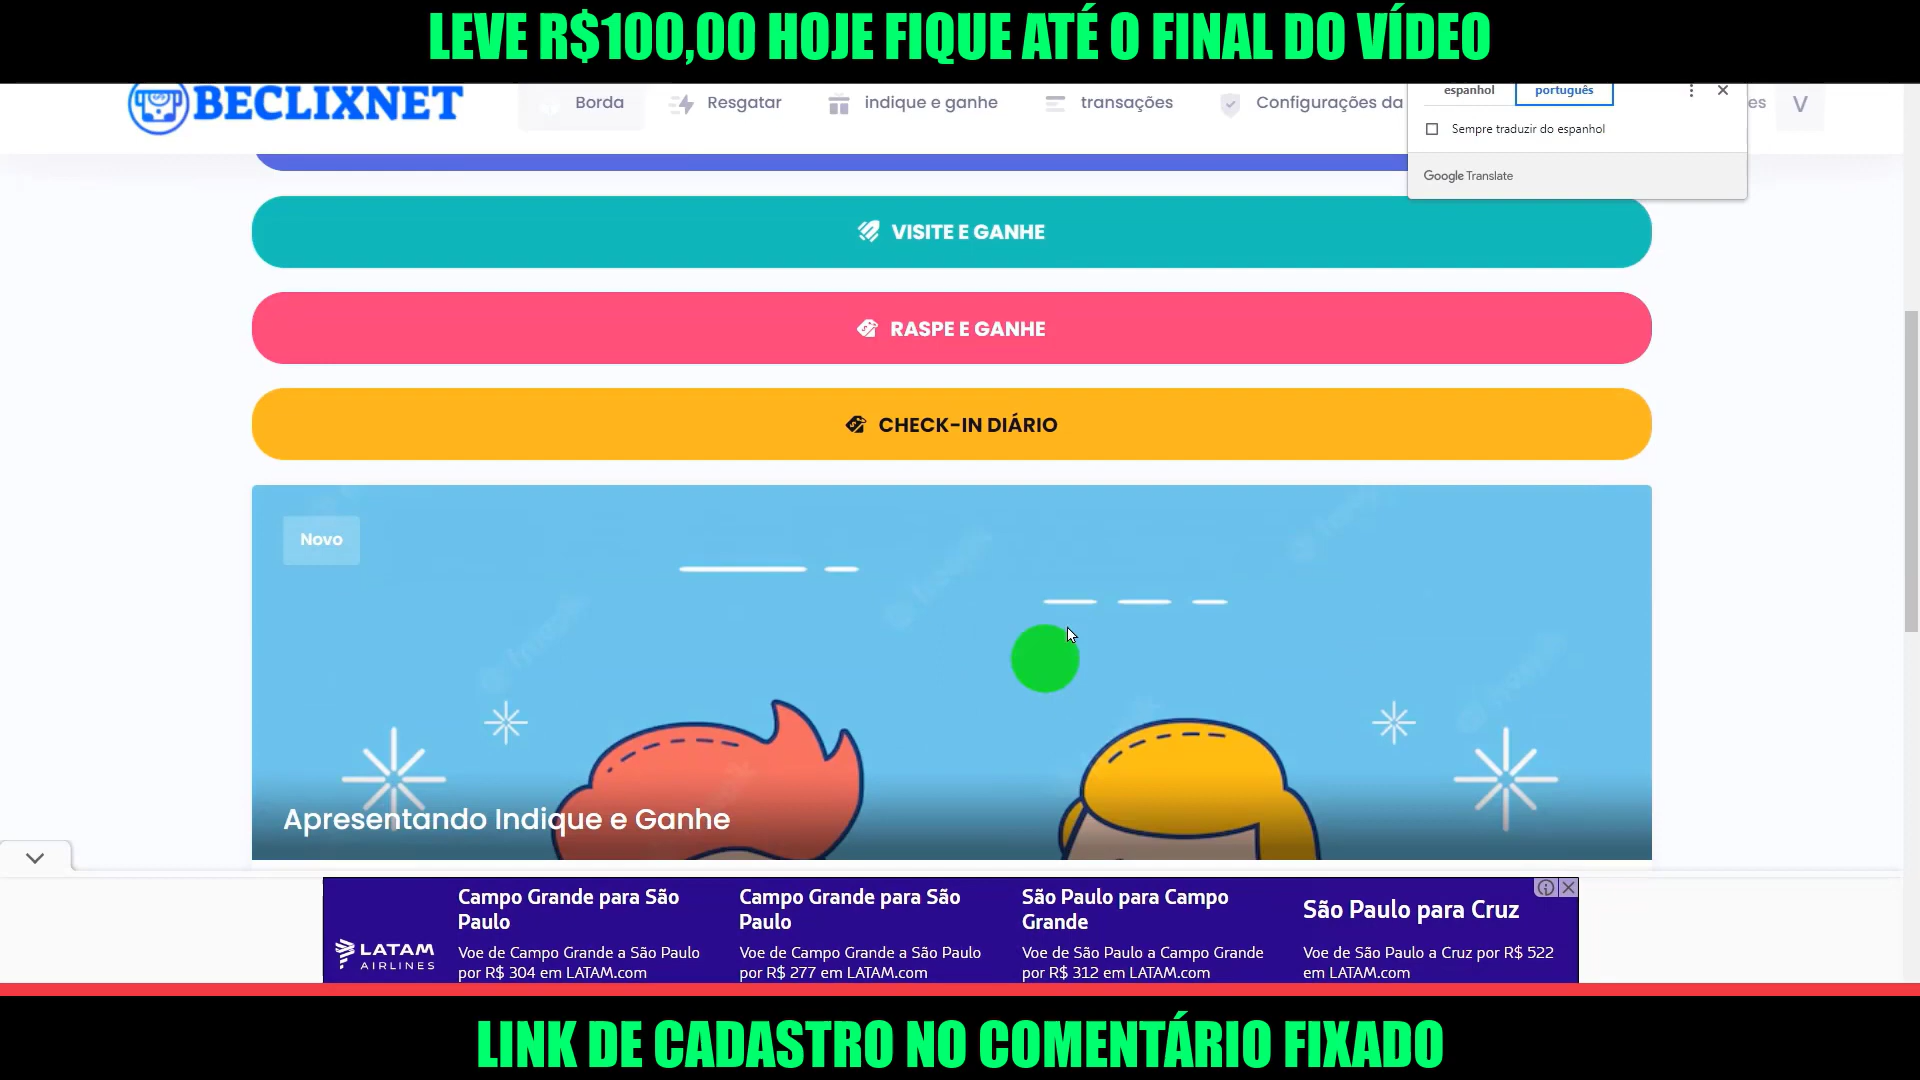 LEVE R$100,00 HOJE FIQUE ATÉ O FINAL DO VÍDEO
BECLIXNET
Borda
Resgatar
indique e ganhe
transações
Configurações da
es
V
espanhol
português
Sempre traduzir do espanhol
Google Translate
VISITE E GANHE
RASPE E GANHE
CHECK-IN DIÁRIO
Novo
Apresentando Indique e Ganhe
LATAM
AIRLINES
Campo Grande para São
Paulo
Voe de Campo Grande a São Paulo
por R$ 304 em LATAM.com
Campo Grande para São
Paulo
Voe de Campo Grande a São Paulo
por R$ 277 em LATAM.com
São Paulo para Campo
Grande
Voe de São Paulo a Campo Grande
por R$ 312 em LATAM.com
São Paulo para Cruz
Voe de São Paulo a Cruz por R$ 522
em LATAM.com
LINK DE CADASTRO NO COMENTÁRIO FIXADO